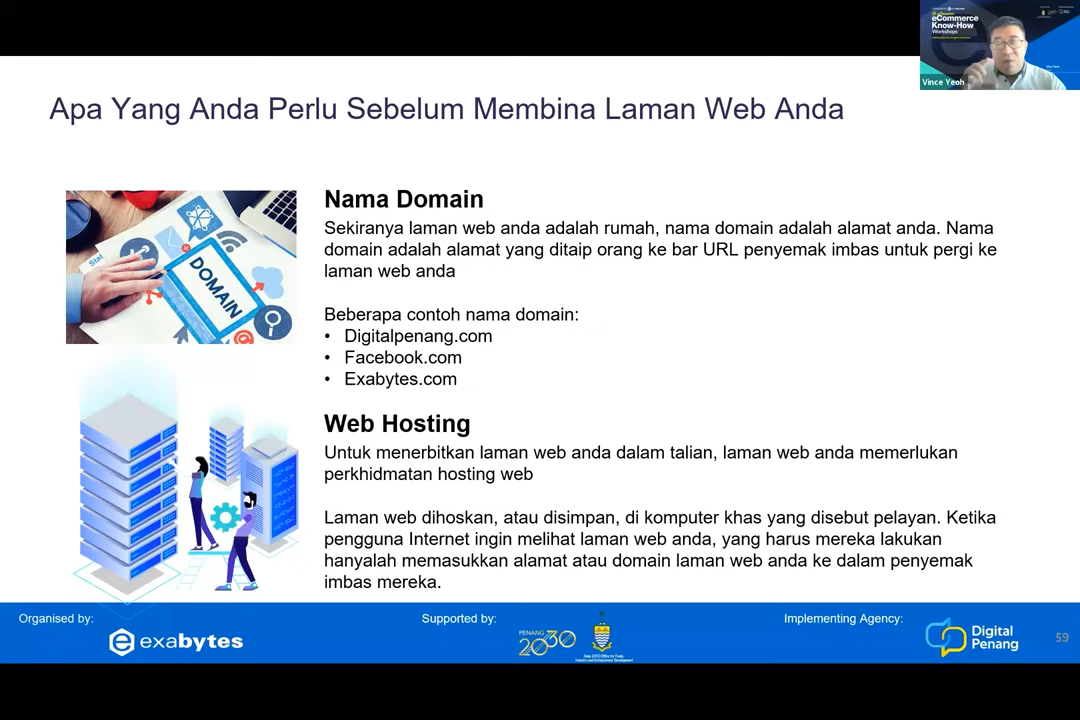 eCommerce
Know-How
Workshops
Vince Yeoh
Apa Yang Anda Perlu Sebelum Membina Laman Web Anda
Stat
DOMAIN
Nama Domain
Sekiranya laman web anda adalah rumah, nama domain adalah alamat anda. Nama
domain adalah alamat yang ditaip orang ke bar URL penyemak imbas untuk pergi ke
laman web anda
Beberapa contoh nama domain:
• Digitalpenang.com
• Facebook.com
• Exabytes.com
Web Hosting
Untuk menerbitkan laman web anda dalam talian, laman web anda memerlukan
perkhidmatan hosting web
Laman web dihoskan, atau disimpan, di komputer khas yang disebut pelayan. Ketika
pengguna Internet ingin melihat laman web anda, yang harus mereka lakukan
hanyalah memasukkan alamat atau domain laman web anda ke dalam penyemak
imbas mereka.
Organised by:
exabytes
Supported by:
PENANG
2030
Implementing Agency:
Digital
Penang
59